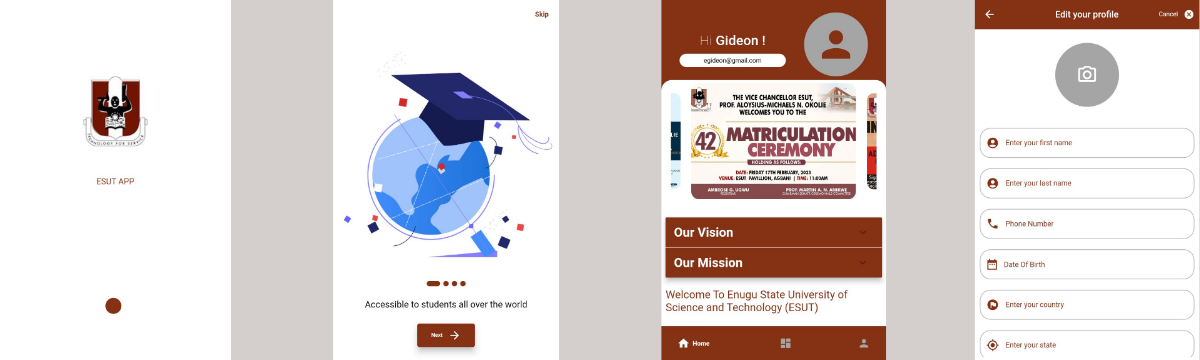 TECHNOLOGY FOR SERVICE
ESUT APP
Skip
Accessible to students all over the world
Next
Hi Gideon !
egideon@gmail.com
THE VICE CHANCELLOR ESUT,
PROF. ALOYSIUS-MICHAELS N. OKOLIE
WELCOMES YOU TO THE
42
MATRICULATION
CEREMONY
HOLDING AS FOLLOWS:
DATE: FRIDAY 17TH FEBRUARY, 2023
VENUE: ESUT PAVILLION, AGBANI | TIME: 11:00AM
AMBROSE O. UGWU
REGISTRAR
PROF. MARTIN A. N. ANIKWE
Our Vision
Our Mission
Welcome To Enugu State University of
Science and Technology (ESUT)
Home
Edit your profile
Cancel
Enter your first name
Enter your last name
Phone Number
Date Of Birth
Enter your country
Enter your state